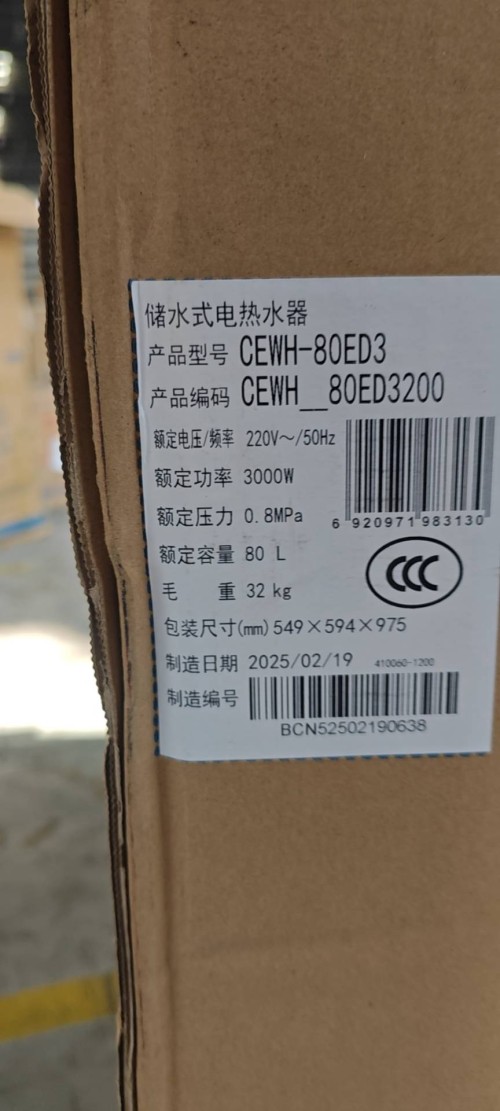 储水式电热水器
产品型号 CEWH-80ED3
产品编码 CEWH__80ED3200
额定电压/频率 220V～/50Hz
额定功率 3000W
额定压力 0.8MPa
6 920971 983130
额定容量 80 L
CCC
毛 重 32 kg
包装尺寸(mm) 549×594×975
制造日期 2025/02/19 410060-1200
制造编号
BCN52502190638